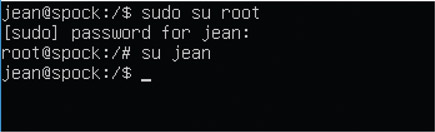 jean@spock:/$ sudo su root
[sudo] password for jean:
root@spock:/# su jean
jean@spock:/$ _